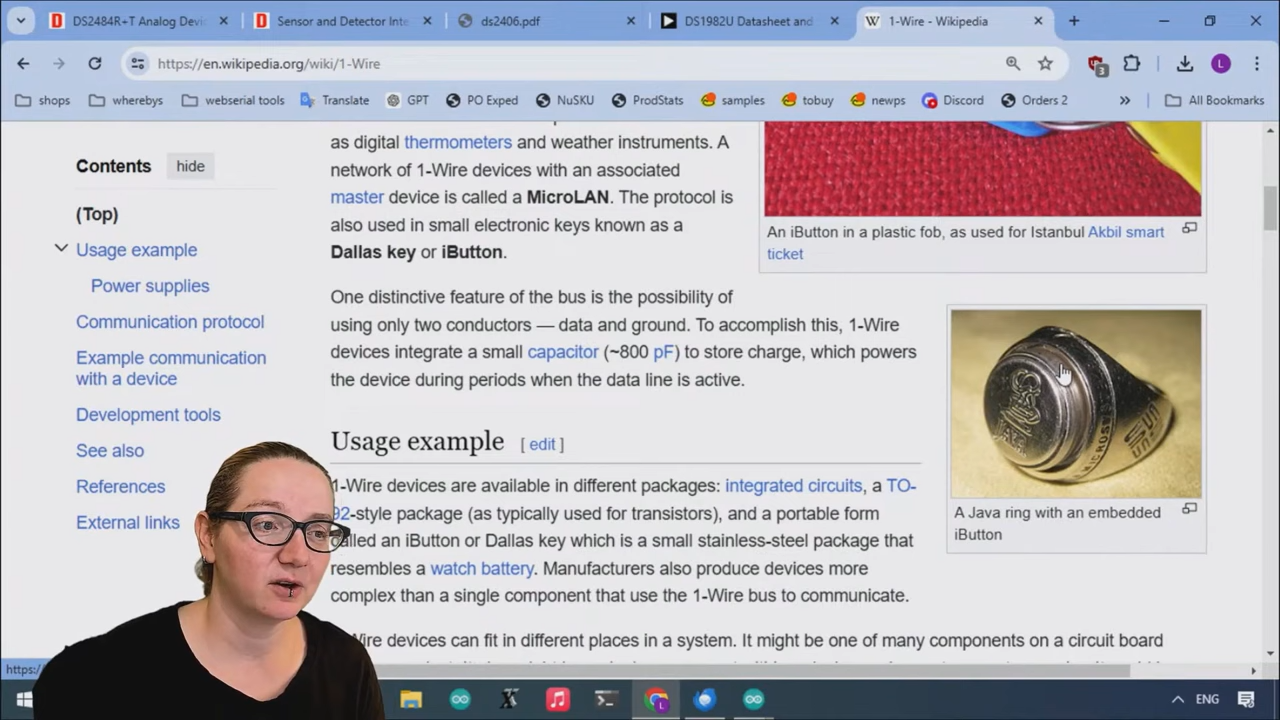 DS2484R+T Analog Devi
Sensor and Detector Inte
ds2406.pdf
DS1982U Datasheet and
1-Wire - Wikipedia
https://en.wikipedia.org/wiki/1-Wire
3
L
shops
wherebys
webserial tools
Translate
GPT
PO Exped
NuSKU
ProdStats
samples
tobuy
newps
Discord
Orders 2
All Bookmarks
Contents
hide
(Top)
Usage example
Power supplies
Communication protocol
Example communication
with a device
Development tools
See also
References
External links
as digital thermometers and weather instruments. A
network of 1-Wire devices with an associated
master device is called a MicroLAN. The protocol is
also used in small electronic keys known as a
Dallas key or iButton.
One distinctive feature of the bus is the possibility of
using only two conductors — data and ground. To accomplish this, 1-Wire
devices integrate a small capacitor (~800 pF) to store charge, which powers
the device during periods when the data line is active.
Usage example [ edit ]
1-Wire devices are available in different packages: integrated circuits, a TO-
92-style package (as typically used for transistors), and a portable form
called an iButton or Dallas key which is a small stainless-steel package that
resembles a watch battery. Manufacturers also produce devices more
complex than a single component that use the 1-Wire bus to communicate.
Wire devices can fit in different places in a system. It might be one of many components on a circuit board
An iButton in a plastic fob, as used for Istanbul Akbil smart
ticket
A Java ring with an embedded
iButton
https:/
ENG